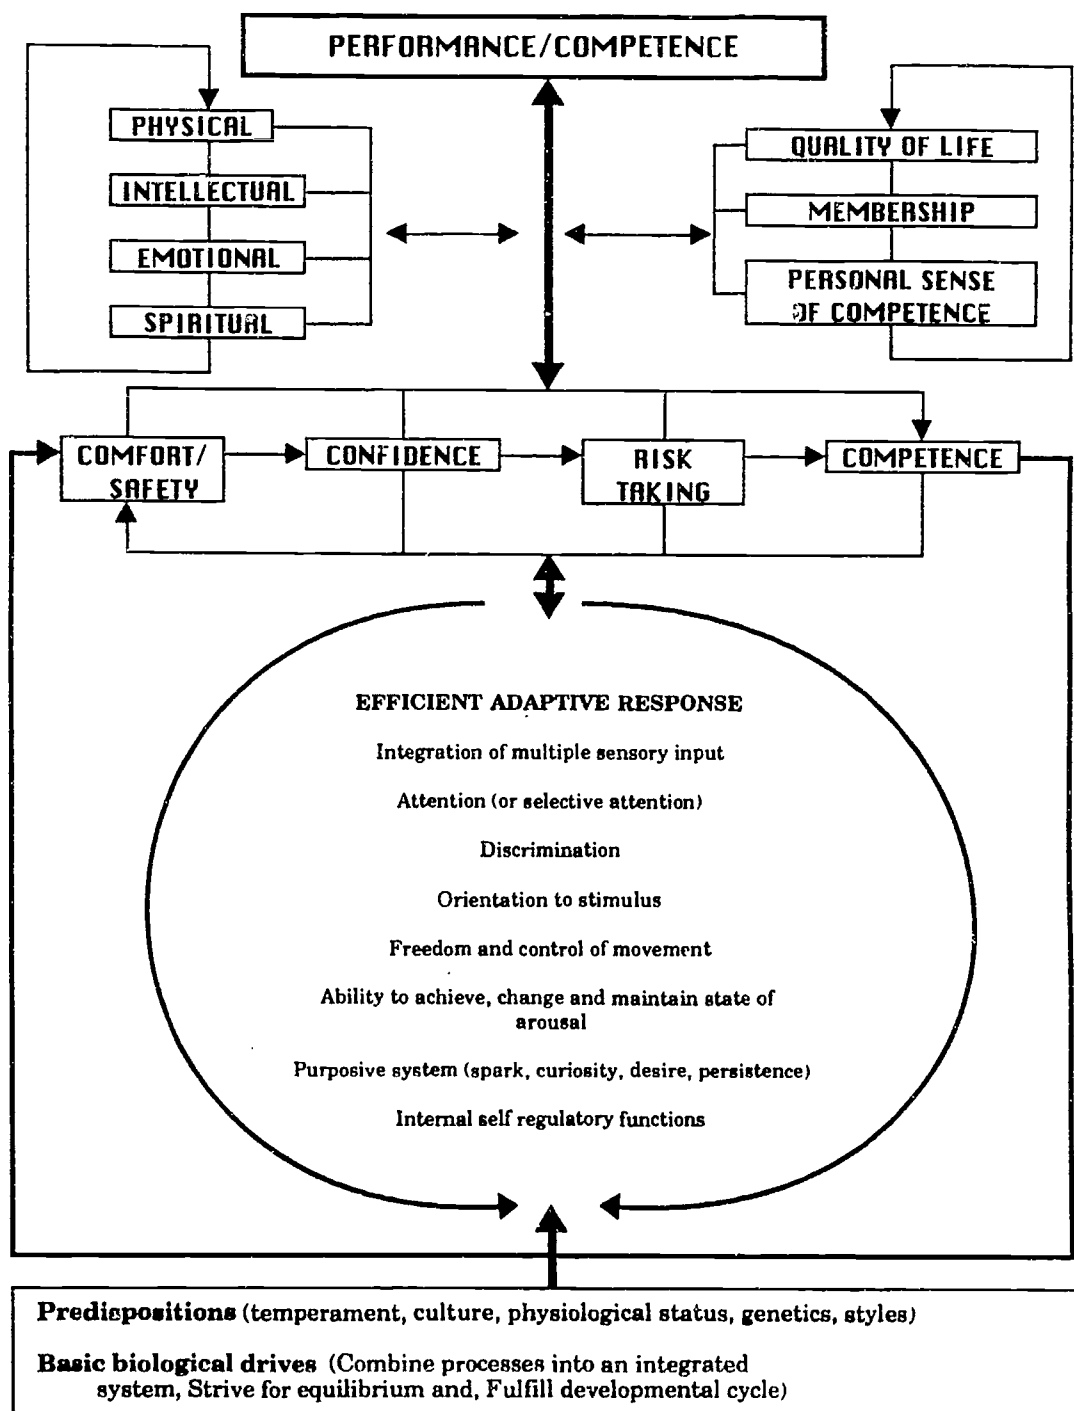 PERFORMANCE/COMPETENCE
PHYSICAL
INTELLECTUAL
EMOTIONAL
SPIRITUAL
QUALITY OF LIFE
MEMBERSHIP
PERSONAL SENSE
OF COMPETENCE
COMFORT/
SAFETY
CONFIDENCE
RISK
TAKING
COMPETENCE
EFFICIENT ADAPTIVE RESPONSE
Integration of multiple sensory input
Attention (or selective attention)
Discrimination
Orientation to stimulus
Freedom and control of movement
Ability to achieve, change and maintain state of
arousal
Purposive system (spark, curiosity, desire, persistence)
Internal self regulatory functions
Predispositions (temperament, culture, physiological status, genetics, styles)
Basic biological drives (Combine processes into an integrated
system, Strive for equilibrium and, Fulfill developmental cycle)